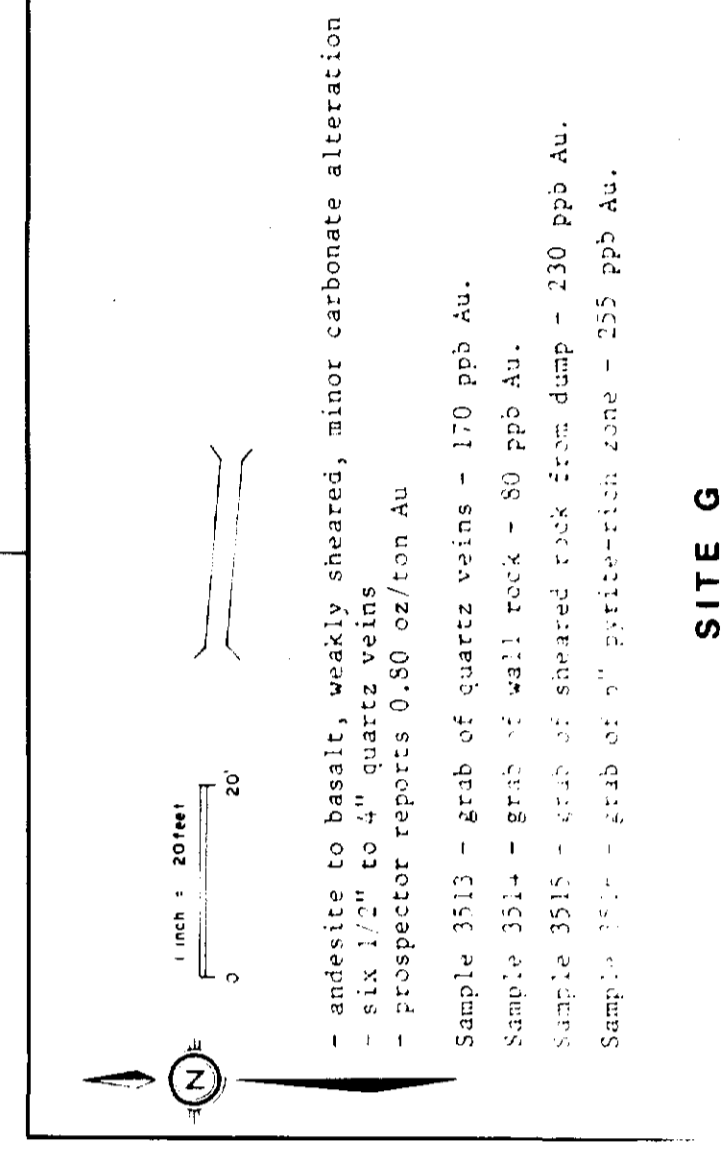 N
1 inch = 20 feet
0 20'
- andesite to basalt, weakly sheared, minor carbonate alteration
- six 1/2" to 4" quartz veins
- prospector reports 0.80 oz/ton Au
Sample 3513 - grab of quartz veins - 170 ppb Au.
Sample 3514 - grab of wall rock - 80 ppb Au.
Sample 3515 - grab of sheared rock from dump - 230 ppb Au.
Sample - grab of pyrite-rich zone - 255 ppb Au.
SITE G